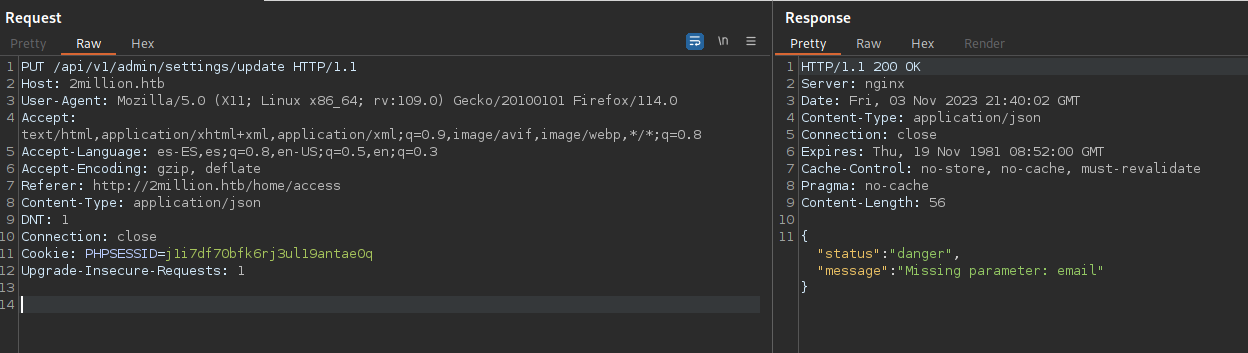 Request
Pretty Raw Hex
\n
1 PUT /api/v1/admin/settings/update HTTP/1.1
2 Host: 2million.htb
3 User-Agent: Mozilla/5.0 (X11; Linux x86_64; rv:109.0) Gecko/20100101 Firefox/114.0
4 Accept:
text/html,application/xhtml+xml,application/xml;q=0.9,image/avif,image/webp,*/*;q=0.8
5 Accept-Language: es-ES,es;q=0.8,en-US;q=0.5,en;q=0.3
6 Accept-Encoding: gzip, deflate
7 Referer: http://2million.htb/home/access
8 Content-Type: application/json
9 DNT: 1
10 Connection: close
11 Cookie: PHPSESSID=j1i7df70bfk6rj3ul19antae0q
12 Upgrade-Insecure-Requests: 1
13
14
Response
Pretty Raw Hex Render
1 HTTP/1.1 200 OK
2 Server: nginx
3 Date: Fri, 03 Nov 2023 21:40:02 GMT
4 Content-Type: application/json
5 Connection: close
6 Expires: Thu, 19 Nov 1981 08:52:00 GMT
7 Cache-Control: no-store, no-cache, must-revalidate
8 Pragma: no-cache
9 Content-Length: 56
10
11 {
"status":"danger",
"message":"Missing parameter: email"
}